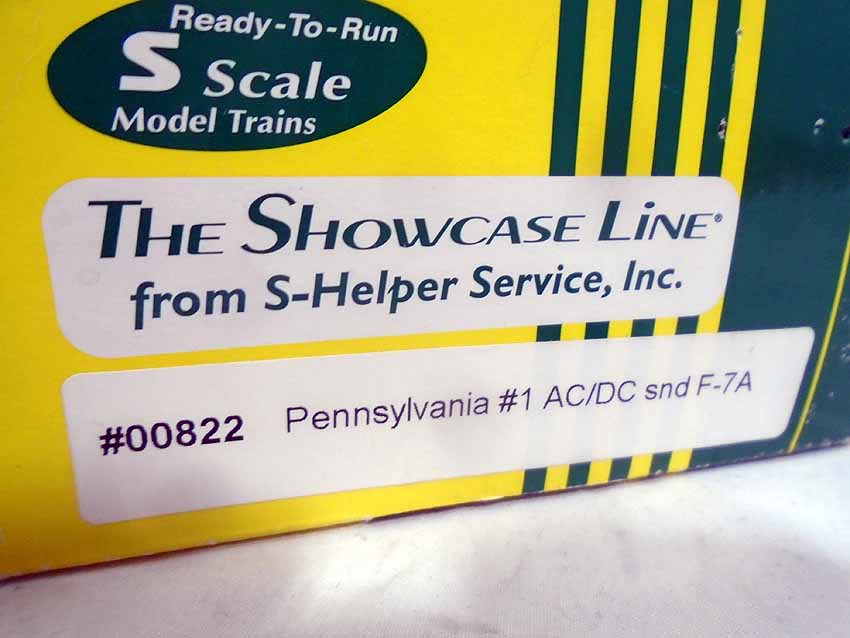 Ready-To-Run
S Scale
Model Trains
THE SHOWCASE LINE®
from S-Helper Service, Inc.
#00822 Pennsylvania #1 AC/DC snd F-7A